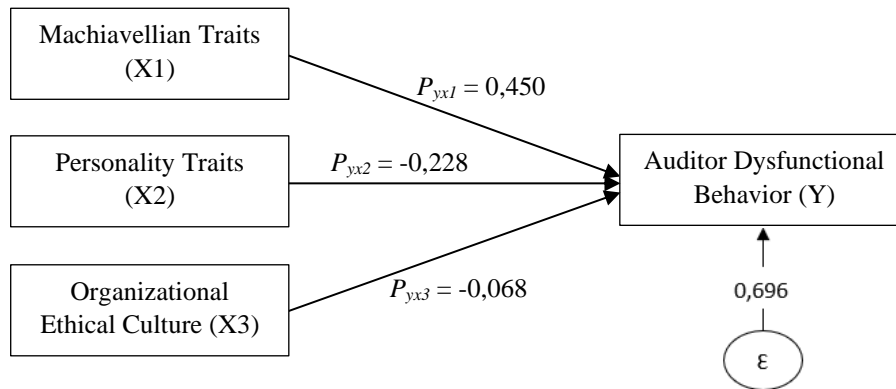 Machiavellian Traits
(X1)
Pyx1 = 0,450
Personality Traits
(X2)
Pyx2 = -0,228
Auditor Dysfunctional
Behavior (Y)
Organizational
Ethical Culture (X3)
Pyx3 = -0,068
0,696
ε